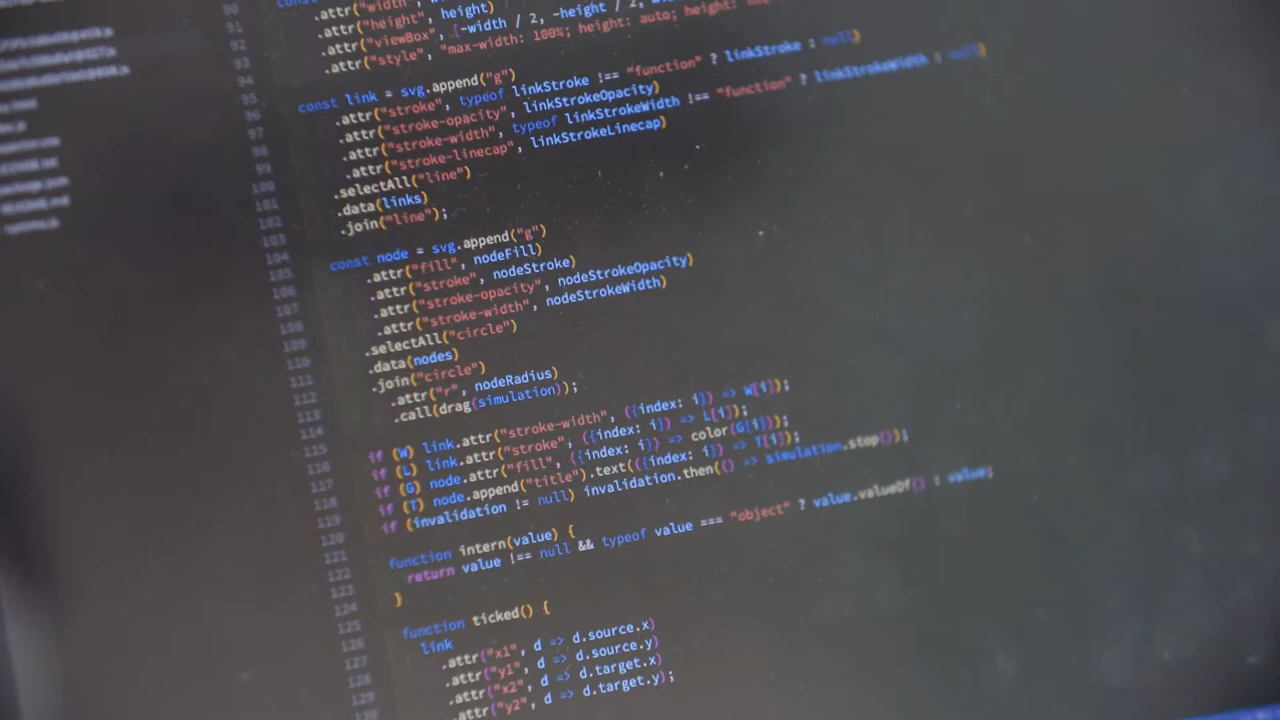 .attr("width",
.attr("height", height)
.attr("viewBox", [-width / 2, -height / 2,
.attr("style", "max-width: 100%; height: auto; height:
const link = svg.append("g")
.attr("stroke", typeof linkStroke !== "function" ? linkStroke : null)
.attr("stroke-opacity", linkStrokeOpacity)
.attr("stroke-width", typeof linkStrokeWidth !== "function" ? linkStrokeWidth : null)
.attr("stroke-linecap", linkStrokeLinecap)
.selectAll("line")
.data(links)
.join("line");
const node = svg.append("g")
.attr("fill", nodeFill)
.attr("stroke", nodeStroke)
.attr("stroke-opacity", nodeStrokeOpacity)
.attr("stroke-width", nodeStrokeWidth)
.selectAll("circle")
.data(nodes)
.join("circle")
.attr("r", nodeRadius)
.call(drag(simulation));
if (W) link.attr("stroke-width", ({index: i}) => W[i]);
if (L) link.attr("stroke", ({index: i}) => L[i]);
if (G) node.attr("fill", ({index: i}) => color(G[i]));
if (T) node.append("title").text(({index: i}) => T[i]);
if (invalidation != null) invalidation.then(() => simulation.stop());
function intern(value) {
return value !== null && typeof value === "object" ? value.valueOf() : value;
}
function ticked() {
link
.attr("x1", d => d.source.x)
.attr("y1", d => d.source.y)
.attr("x2", d => d.target.x)
.attr("y2", d => d.target.y);